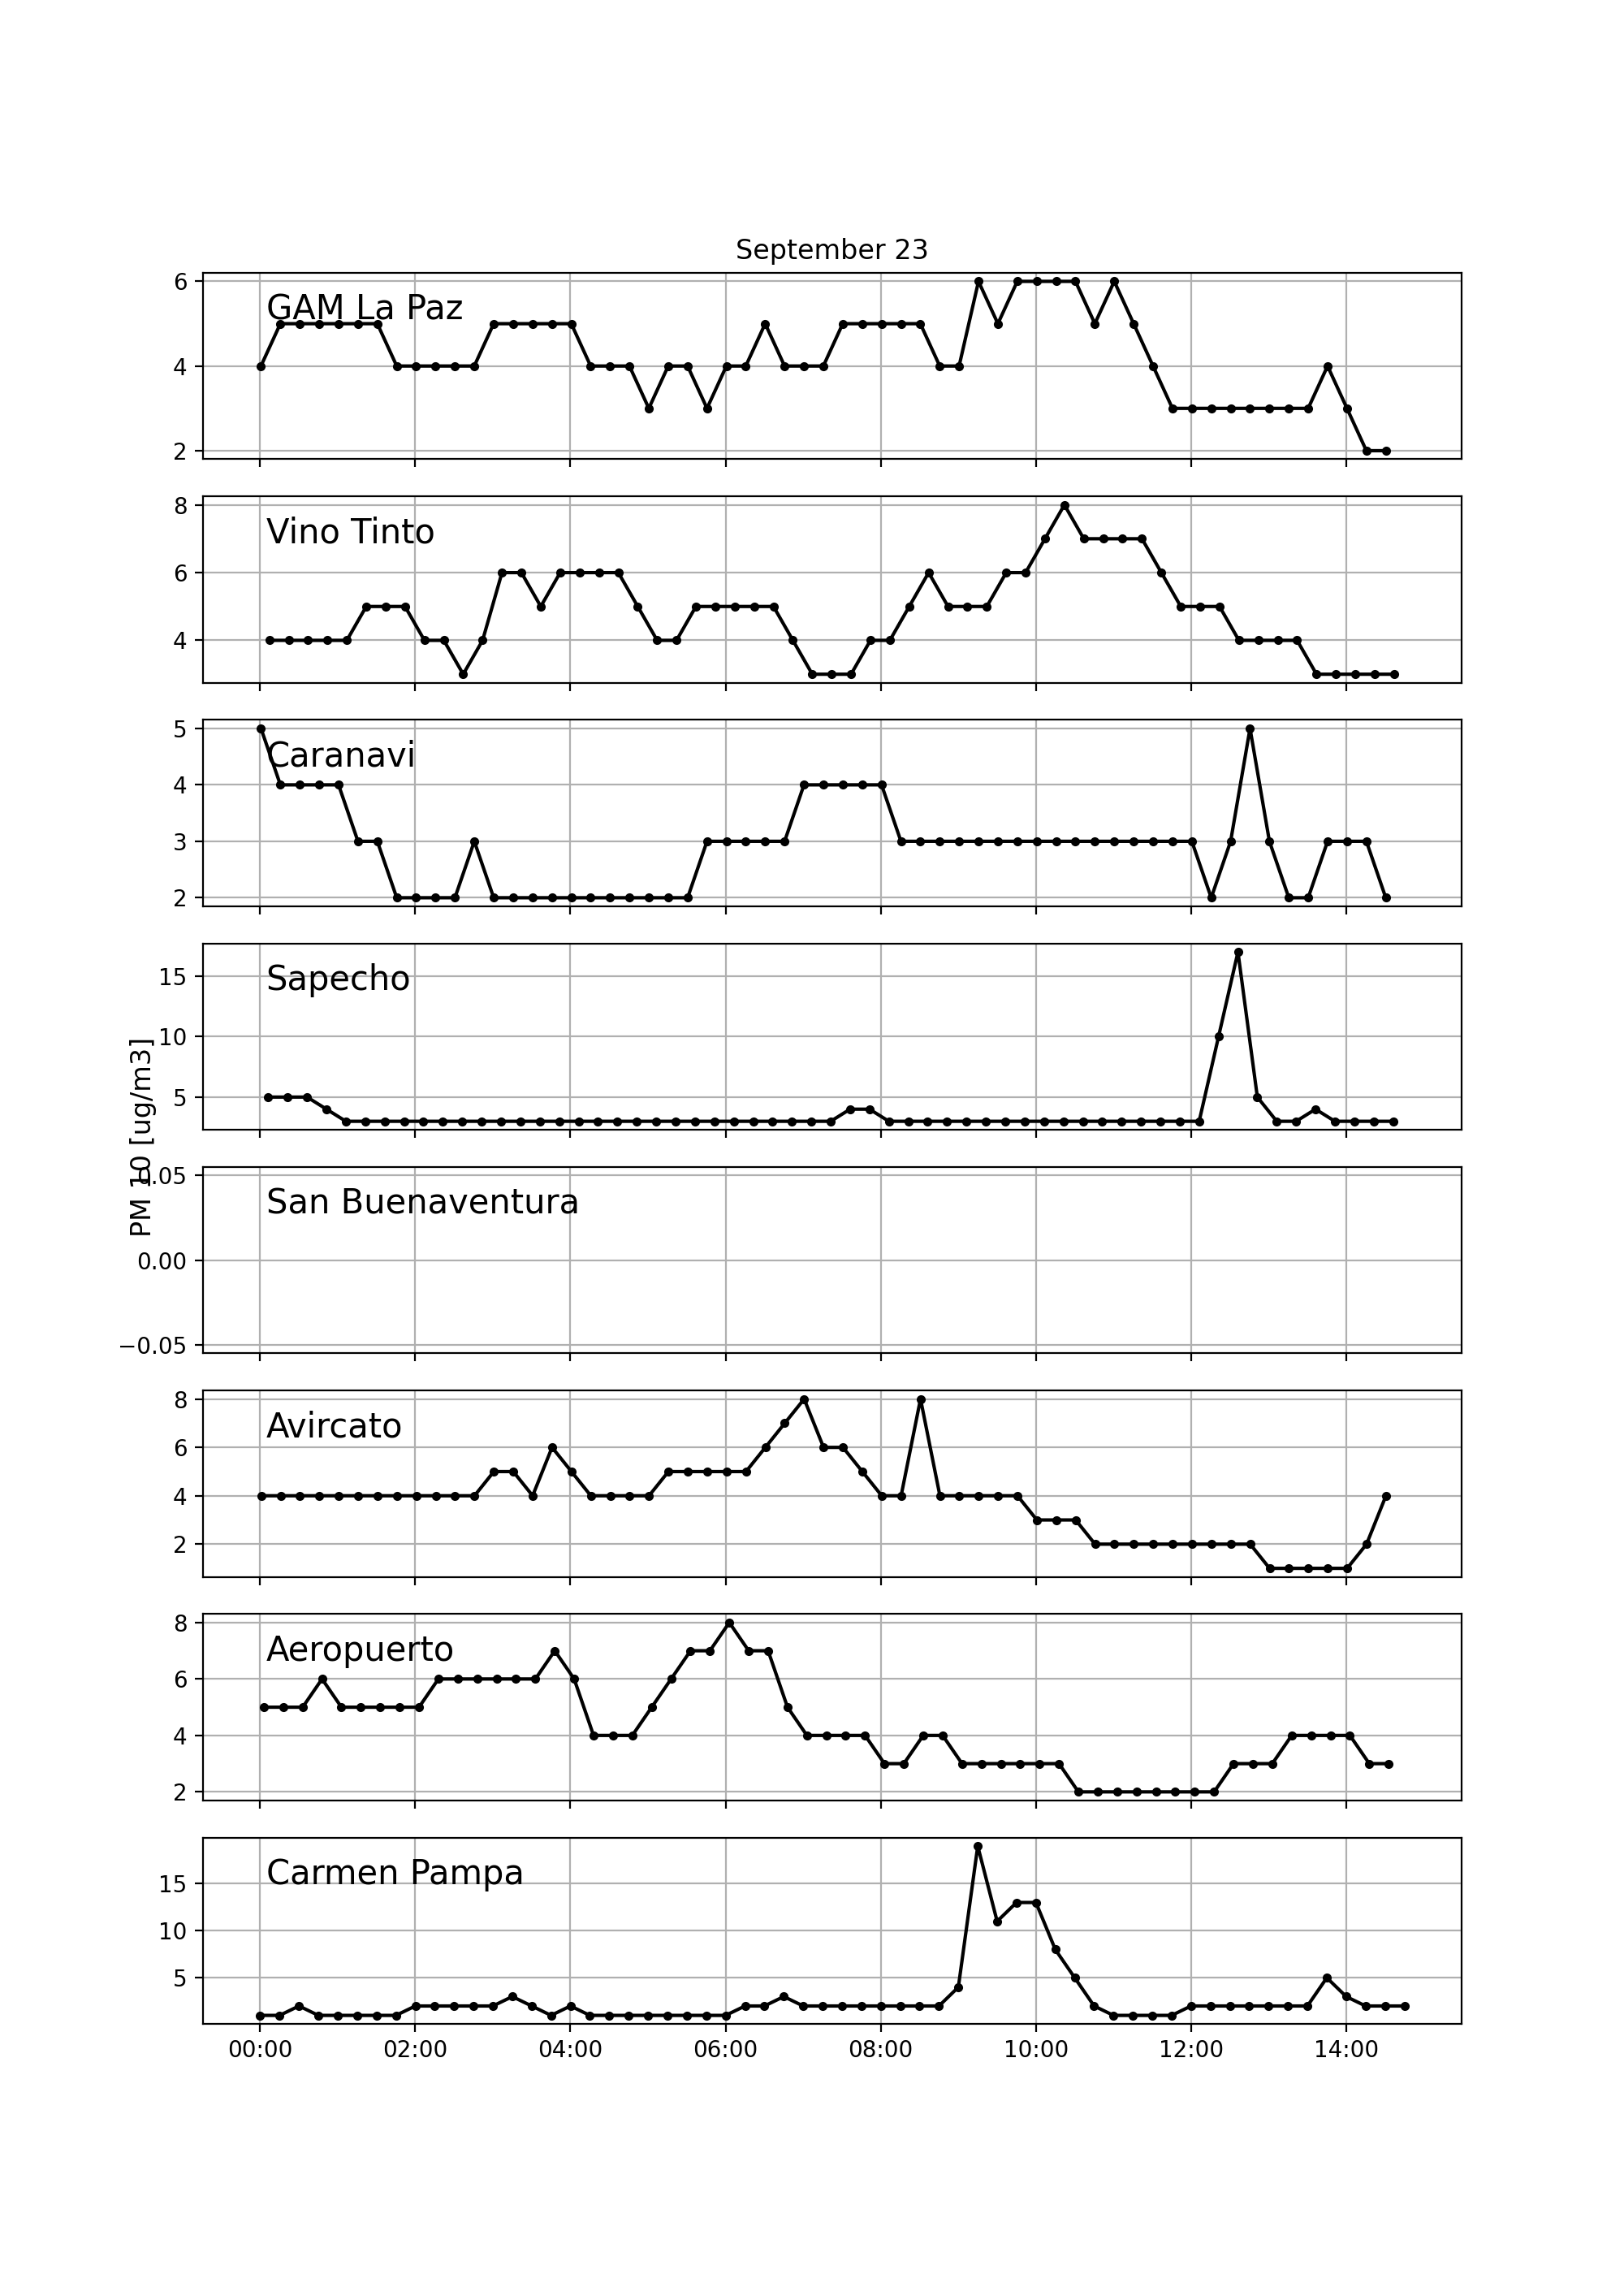 September 23
6
GAM La Paz
4
2
8
Vino Tinto
6
4
5
Caranavi
4
3
2
15
Sapecho
10
5
PM 10 [ug/m3]
0.05
San Buenaventura
0.00
−0.05
8
Avircato
6
4
2
8
Aeropuerto
6
4
2
15
Carmen Pampa
10
5
00:00 02:00 04:00 06:00 08:00 10:00 12:00 14:00